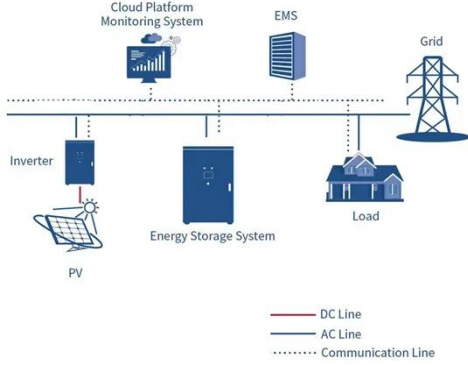 Cloud Platform
Monitoring System
EMS
Grid
Inverter
Energy Storage System
Load
PV
DC Line
AC Line
Communication Line